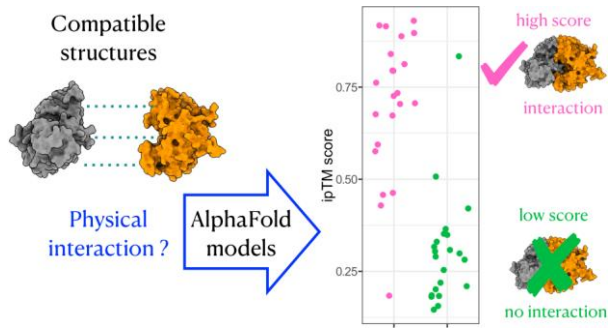 Compatible
structures
Physical
interaction ?
AlphaFold
models
ipTM score
0.75
0.50
0.25
high score
interaction
low score
no interaction